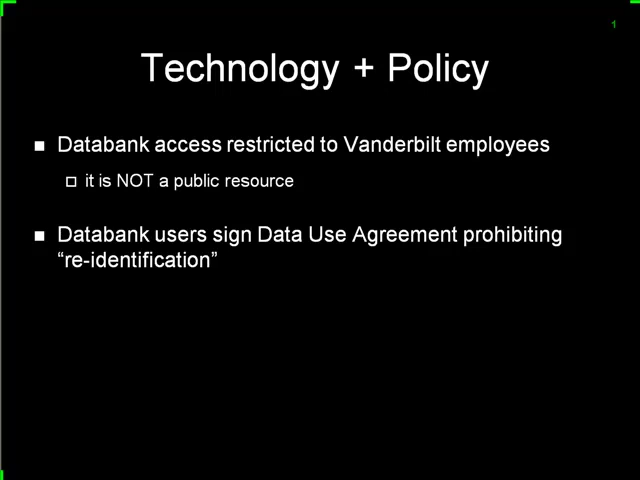 1
Technology + Policy
Databank access restricted to Vanderbilt employees
it is NOT a public resource
Databank users sign Data Use Agreement prohibiting
“re-identification”